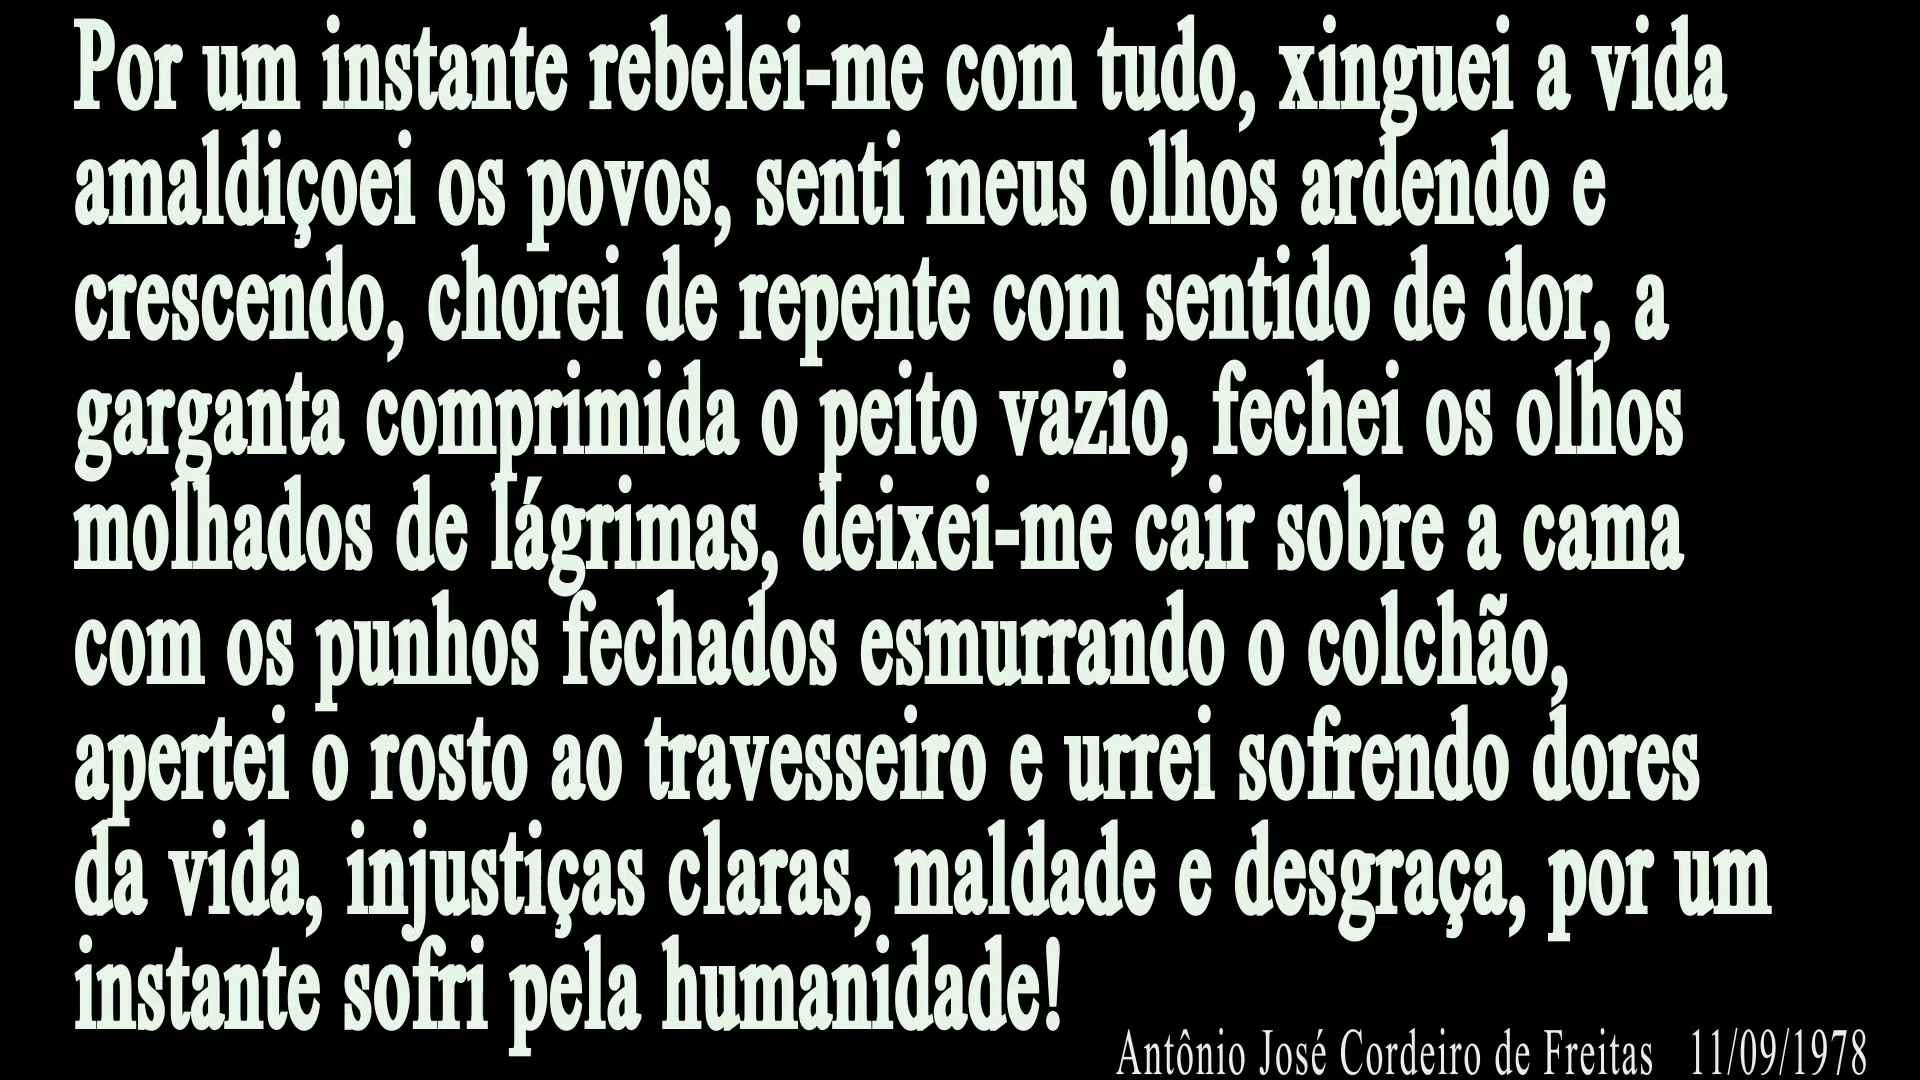 Por um instante rebelei-me com tudo, xinguei a vida
amaldiçoei os povos, senti meus olhos ardendo e
crescendo, chorei de repente com sentido de dor, a
garganta comprimida o peito vazio, fechei os olhos
molhados de lágrimas, deixei-me cair sobre a cama
com os punhos fechados esmurrando o colchão,
apertei o rosto ao travesseiro e urrei sofrendo dores
da vida, injustiças claras, maldade e desgraça, por um
instante sofri pela humanidade!
Antônio José Cordeiro de Freitas 11/09/1978